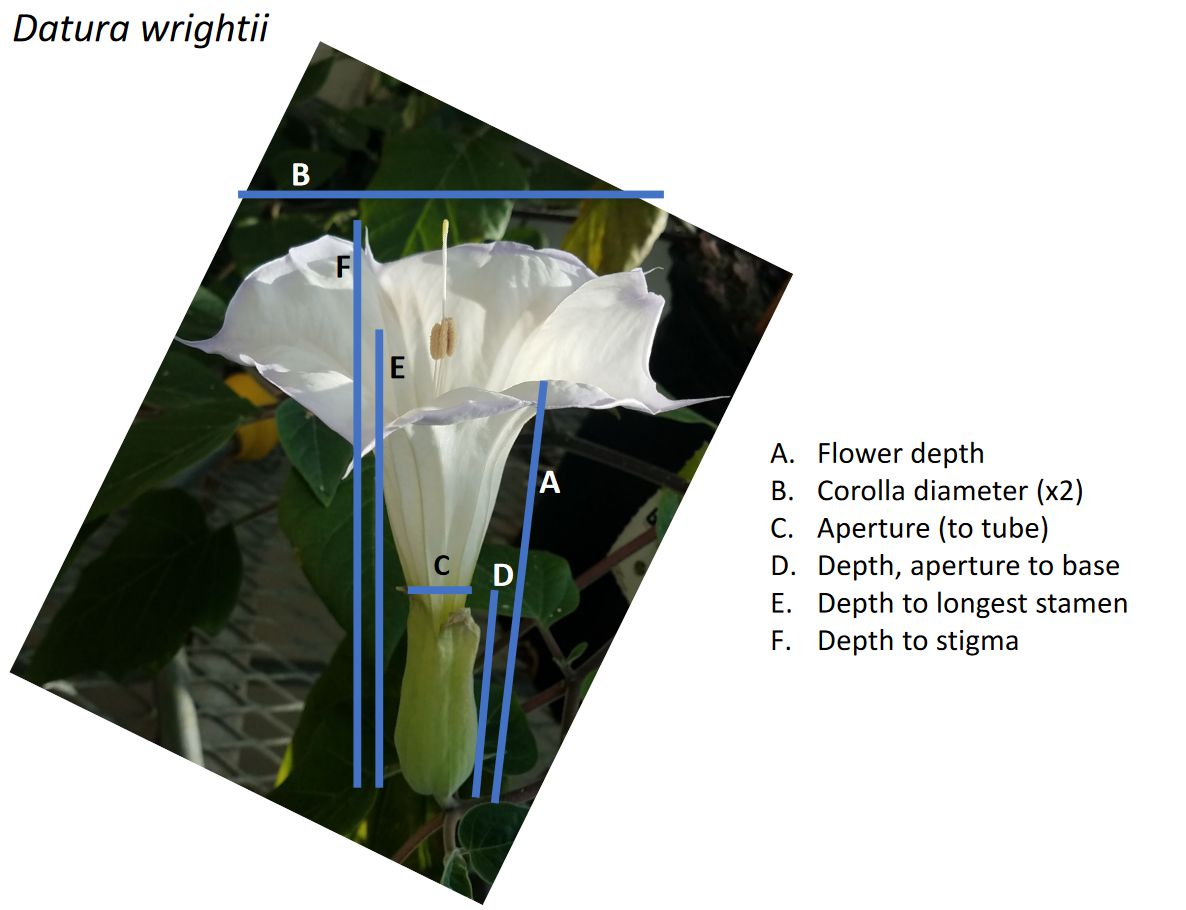 Datura wrightii
B
F
E
A
C
D
A. Flower depth
B. Corolla diameter (x2)
C. Aperture (to tube)
D. Depth, aperture to base
E. Depth to longest stamen
F. Depth to stigma